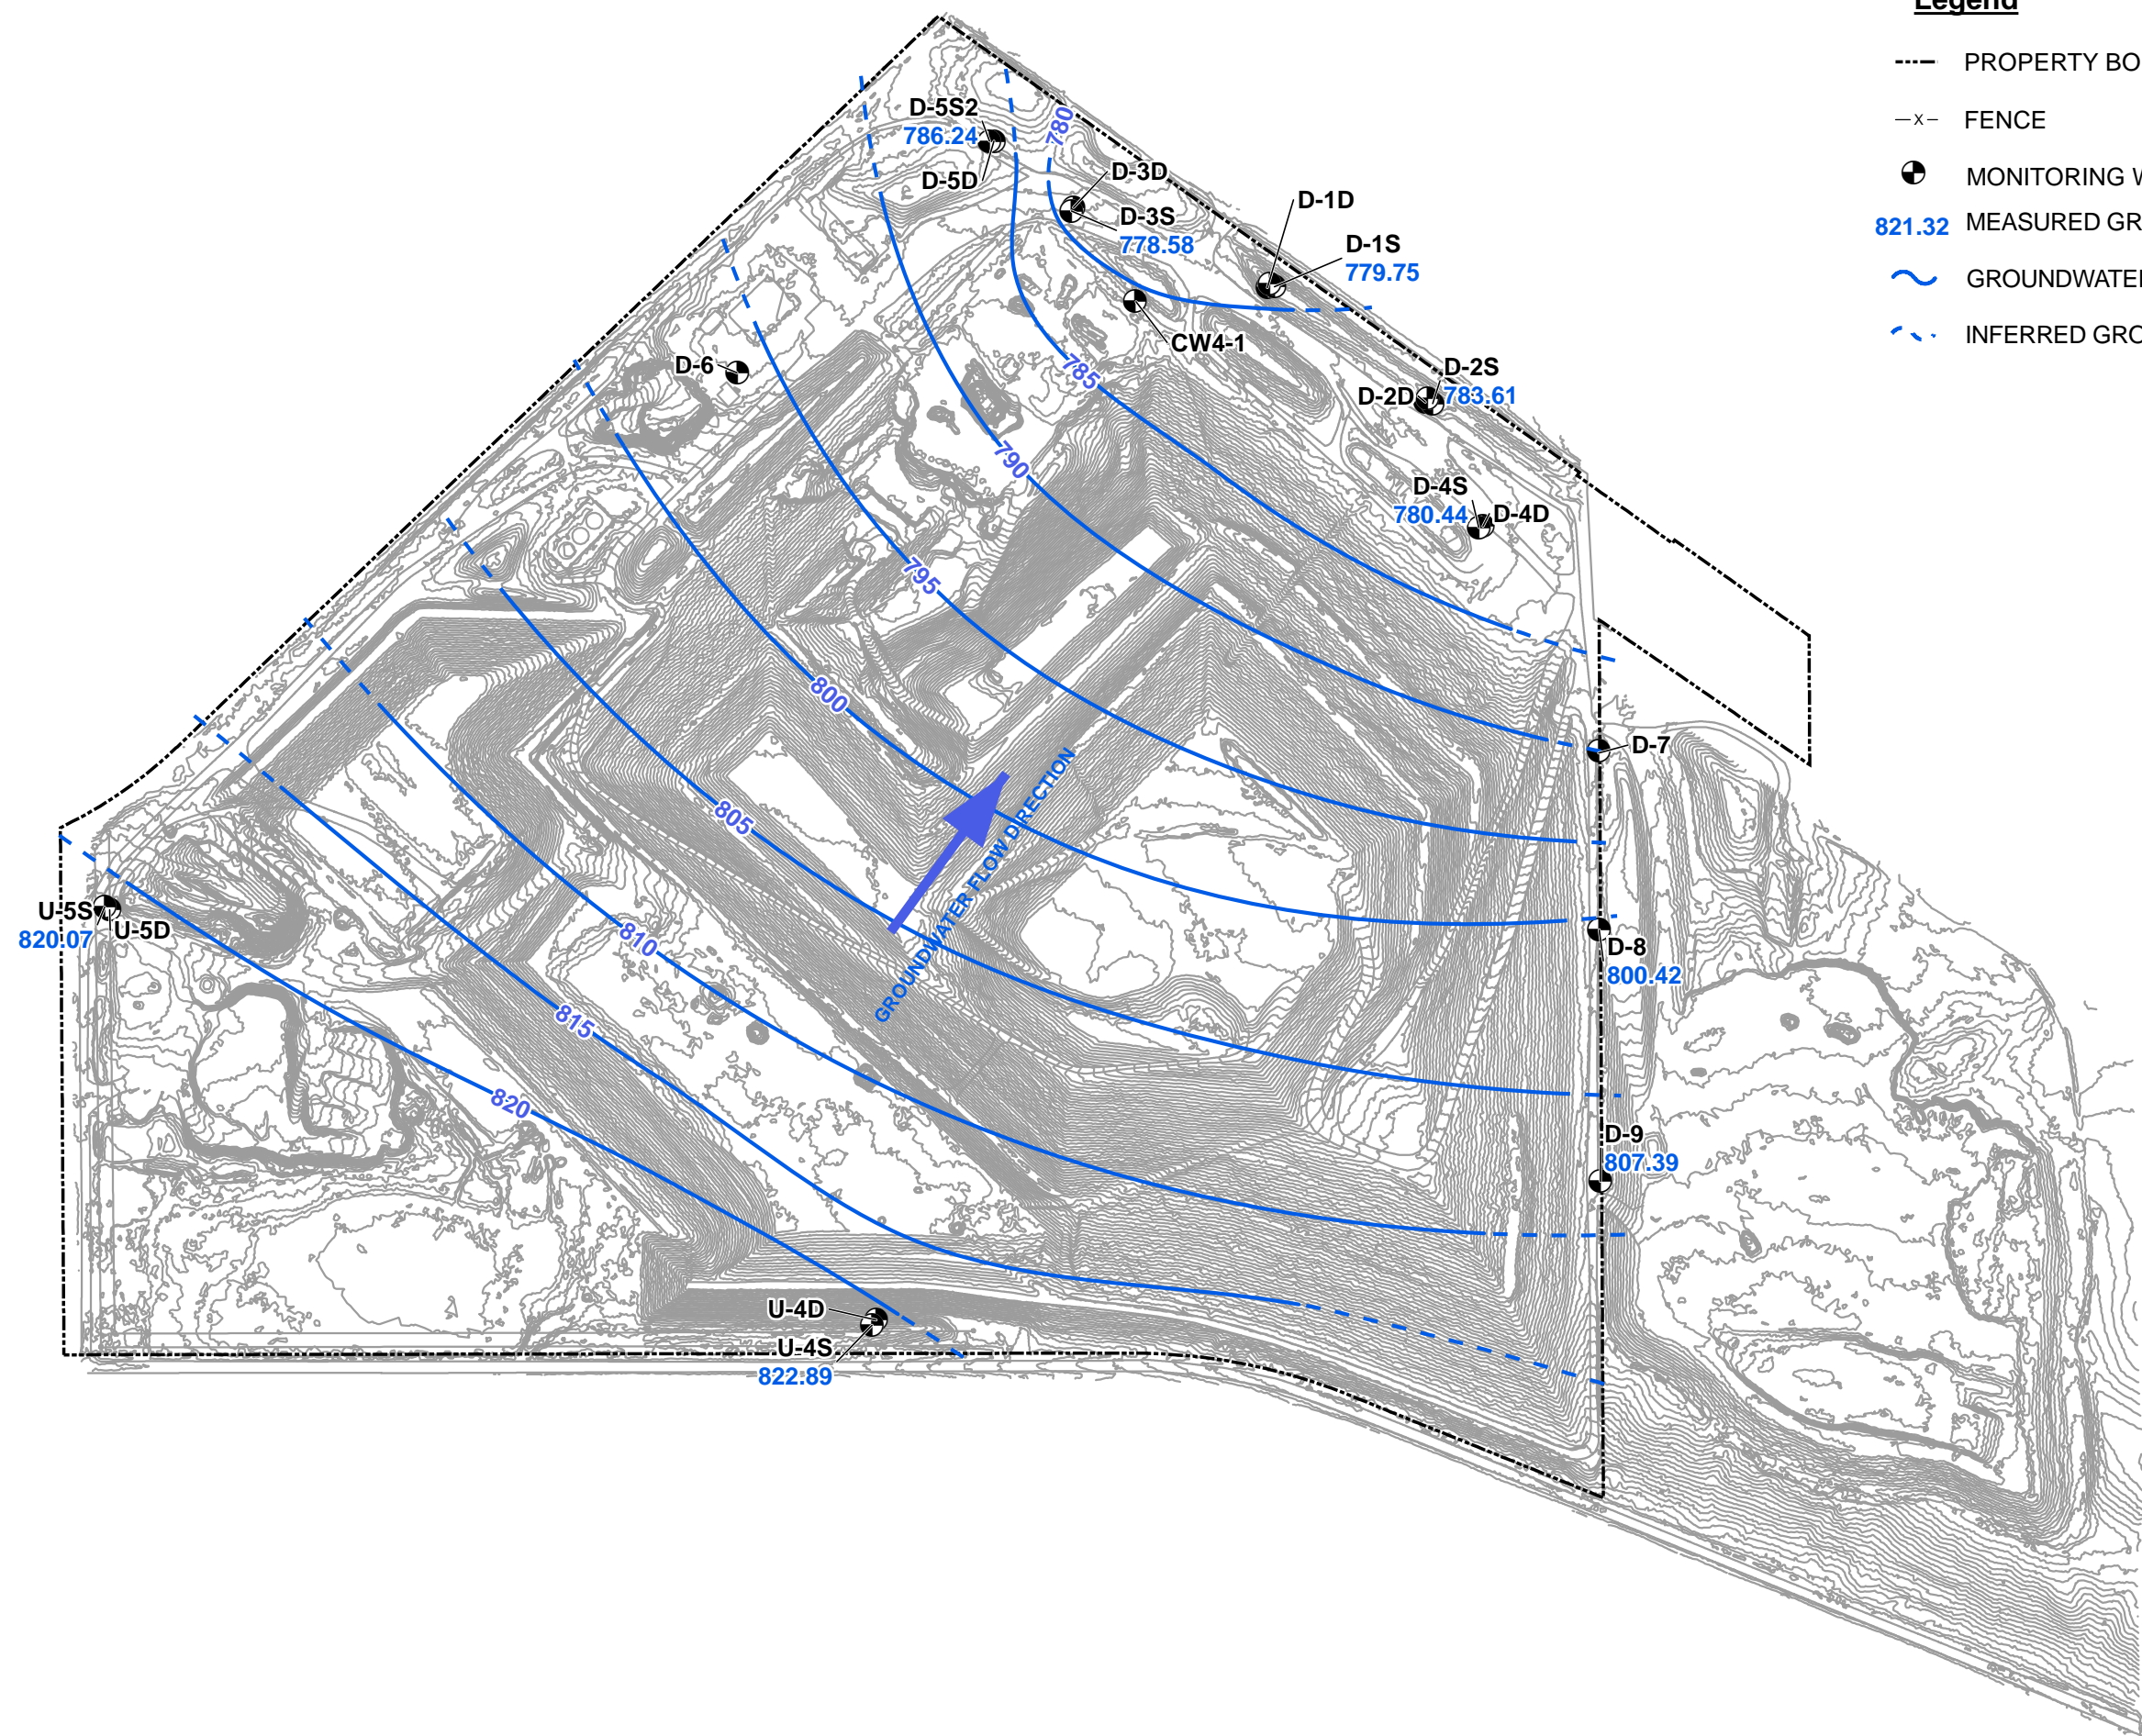 Legend
PROPERTY BO
—x— FENCE
MONITORING W
821.32 MEASURED GR
GROUNDWATER
INFERRED GRO
D-5S2
786.24
D-5D
780
D-3D
D-3S
778.58
D-1D
D-1S
779.75
CW4-1
D-6
785
D-2S
D-2D
783.61
790
D-4S
780.44
D-4D
795
800
D-7
805
GROUNDWATER FLOW DIRECTION
U-5S
820.07
U-5D
810
D-8
800.42
815
820
D-9
807.39
U-4D
U-4S
822.89